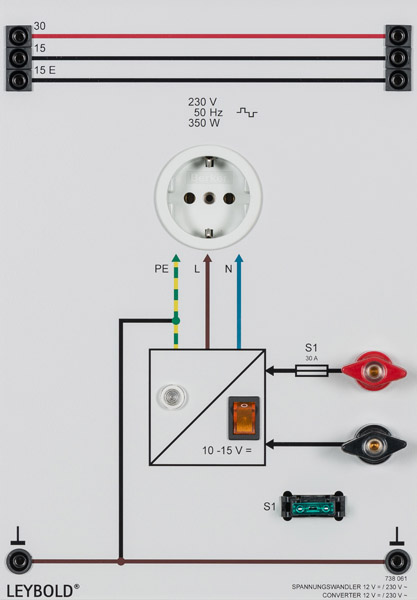 30
15
15 E
230 V
50 Hz
350 W
PE
L
N
S1
30 A
10 -15 V =
S1
738 061
LEYBOLD®
SPANNUNGSWANDLER 12 V = / 230 V ~
CONVERTER 12 V = / 230 V ~